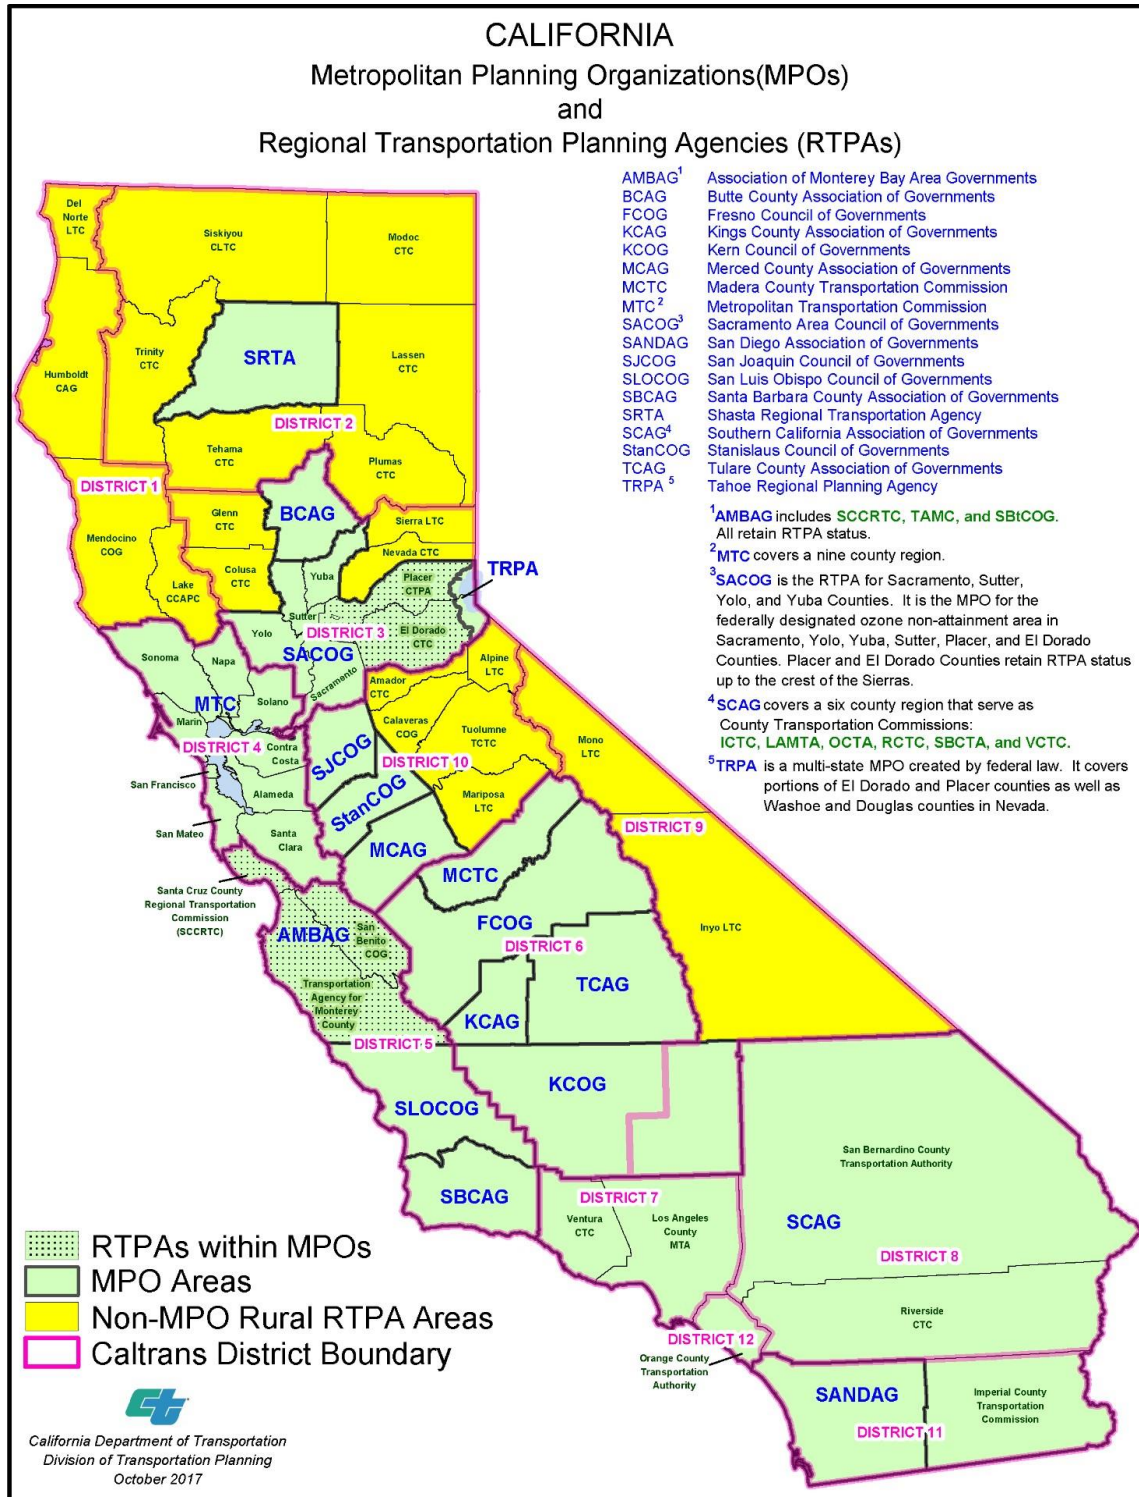 CALIFORNIA
Metropolitan Planning Organizations(MPOs)
and
Regional Transportation Planning Agencies (RTPAs)
AMBAG¹ Association of Monterey Bay Area Governments
BCAG Butte County Association of Governments
FCOG Fresno Council of Governments
KCAG Kings County Association of Governments
KCOG Kern Council of Governments
MCAG Merced County Association of Governments
MCTC Madera County Transportation Commission
MTC² Metropolitan Transportation Commission
SACOG³ Sacramento Area Council of Governments
SANDAG San Diego Association of Governments
SJCOG San Joaquin Council of Governments
SLOCOG San Luis Obispo Council of Governments
SBCAG Santa Barbara County Association of Governments
SRTA Shasta Regional Transportation Agency
SCAG⁴ Southern California Association of Governments
StanCOG Stanislaus Council of Governments
TCAG Tulare County Association of Governments
TRPA ⁵ Tahoe Regional Planning Agency
¹AMBAG includes SCCRTC, TAMC, and SBtCOG.
All retain RTPA status.
²MTC covers a nine county region.
³SACOG is the RTPA for Sacramento, Sutter,
Yolo, and Yuba Counties. It is the MPO for the
federally designated ozone non-attainment area in
Sacramento, Yolo, Yuba, Sutter, Placer, and El Dorado
Counties. Placer and El Dorado Counties retain RTPA status
up to the crest of the Sierras.
⁴SCAG covers a six county region that serve as
County Transportation Commissions:
ICTC, LAMTA, OCTA, RCTC, SBCTA, and VCTC.
⁵TRPA is a multi-state MPO created by federal law. It covers
portions of El Dorado and Placer counties as well as
Washoe and Douglas counties in Nevada.
Del
Norte
LTC
Siskiyou
CLTC
Modoc
CTC
Humboldt
CAG
Trinity
CTC
SRTA
Lassen
CTC
DISTRICT 2
Tehama
CTC
Plumas
CTC
DISTRICT 1
BCAG
Glenn
CTC
Sierra LTC
Mendocino
COG
Nevada CTC
Lake
CCAPC
Colusa
CTC
Yuba
Placer
CTPA
TRPA
Sutter
DISTRICT 3
El Dorado
CTC
Yolo
SACOG
Sacramento
Sonoma
Napa
MTC
Solano
Marin
DISTRICT 4
Contra
Costa
San Francisco
Alameda
San Mateo
Santa
Clara
Amador
CTC
Alpine
LTC
Calaveras
COG
Tuolumne
TCTC
SJCOG
DISTRICT 10
Mono
LTC
StanCOG
Mariposa
LTC
MCAG
DISTRICT 9
MCTC
Santa Cruz County
Regional Transportation
Commission
(SCCRTC)
AMBAG
San
Benito
COG
FCOG
DISTRICT 6
Inyo LTC
Transportation
Agency for
Monterey
County
TCAG
KCAG
DISTRICT 5
KCOG
SLOCOG
San Bernardino County
Transportation Authority
SBCAG
DISTRICT 7
Ventura
CTC
Los Angeles
County
MTA
SCAG
DISTRICT 8
Riverside
CTC
DISTRICT 12
Orange County
Transportation
Authority
SANDAG
Imperial County
Transportation
Commission
DISTRICT 11
RTPAs within MPOs
MPO Areas
Non-MPO Rural RTPA Areas
Caltrans District Boundary
ct
California Department of Transportation
Division of Transportation Planning
October 2017